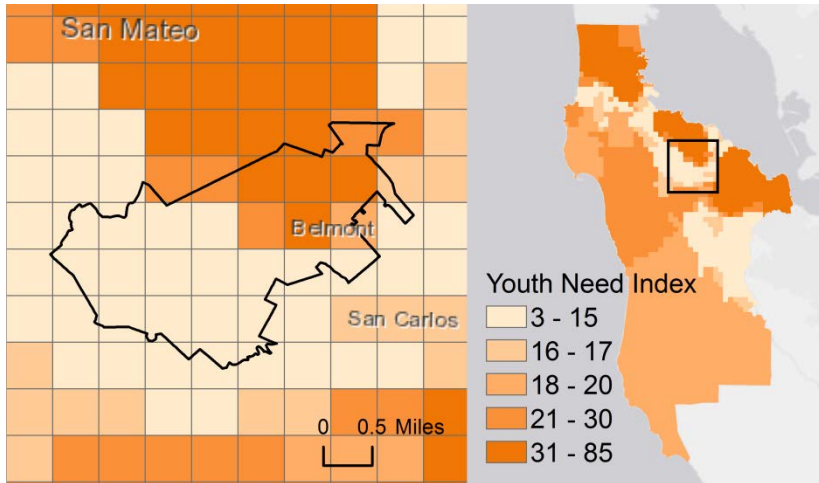 San Mateo
Belmont
San Carlos
0 0.5 Miles
Youth Need Index
3 - 15
16 - 17
18 - 20
21 - 30
31 - 85